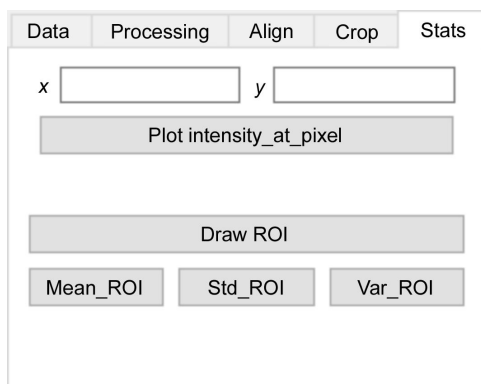 Data Processing Align Crop Stats
x y
Plot intensity_at_pixel
Draw ROI
Mean_ROI Std_ROI Var_ROI